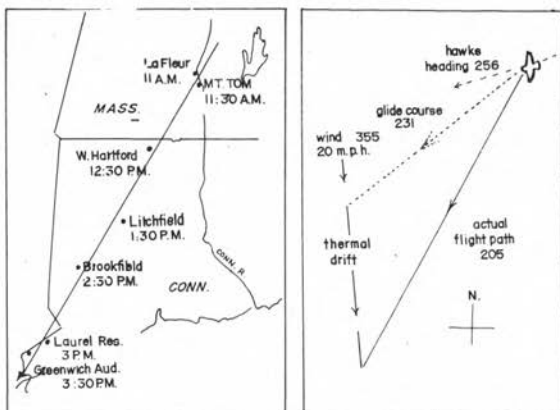 La Fleur
11 A.M.
MT. TOM
11:30 A.M.
MASS.
W. Hartford
12:30 P.M.
Litchfield
1:30 P.M.
Brookfield
2:30 P.M.
CONN. R
CONN.
Laurel Res.
3 P.M.
Greenwich Aud.
3:30 P.M.
hawke
heading 256
glide course
231
wind 355
20 m.p.h.
thermal
drift
actual
flight path
205
N.